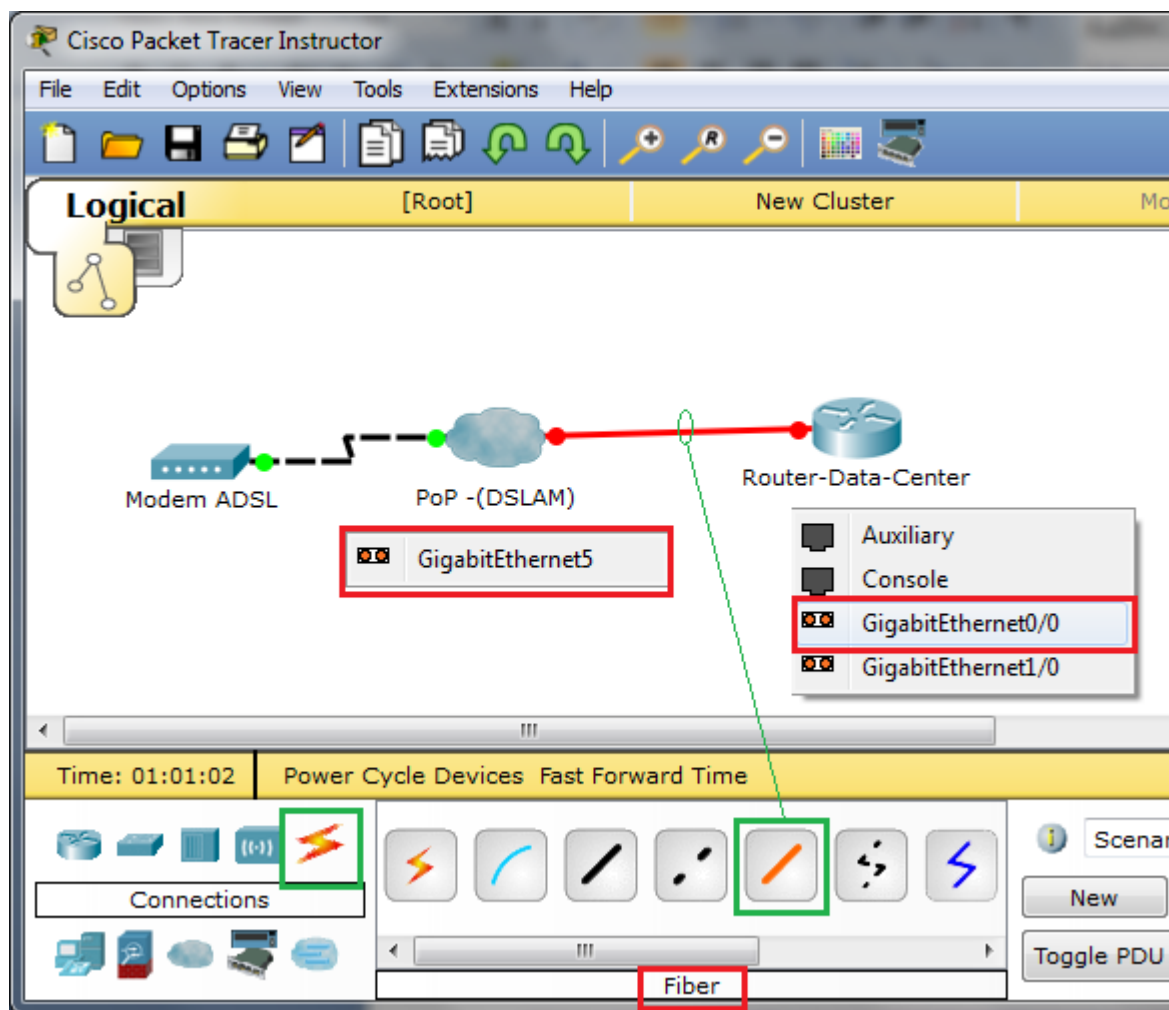 Cisco Packet Tracer Instructor
File Edit Options View Tools Extensions Help
R
Logical [Root] New Cluster Mo
Modem ADSL
PoP -(DSLAM)
Router-Data-Center
GigabitEthernet5
Auxiliary
Console
GigabitEthernet0/0
GigabitEthernet1/0
Time: 01:01:02 Power Cycle Devices Fast Forward Time
Connections
Scenar
New
Toggle PDU
Fiber